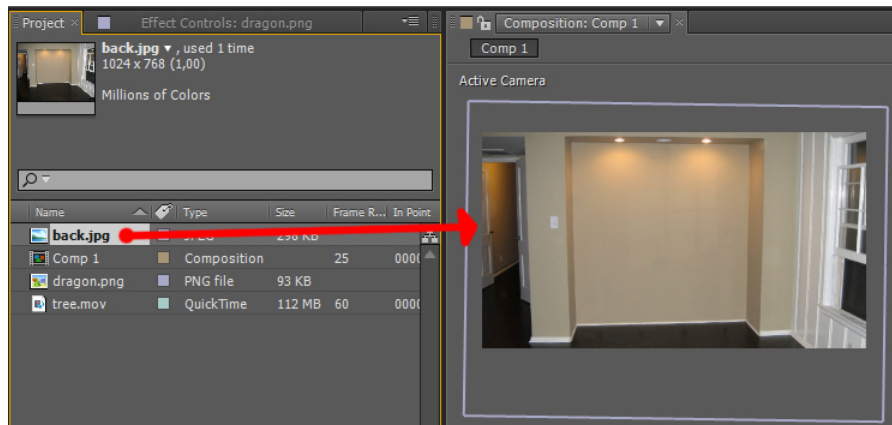 Project
Effect Controls: dragon.png
back.jpg ▾ , used 1 time
1024 x 768 (1,00)
Millions of Colors
Name Type Size Frame R... In Point
back.jpg JPEG 298 KB
Comp 1 Composition 25 0000
dragon.png PNG file 93 KB
tree.mov QuickTime 112 MB 60 0000
Composition: Comp 1
Comp 1
Active Camera